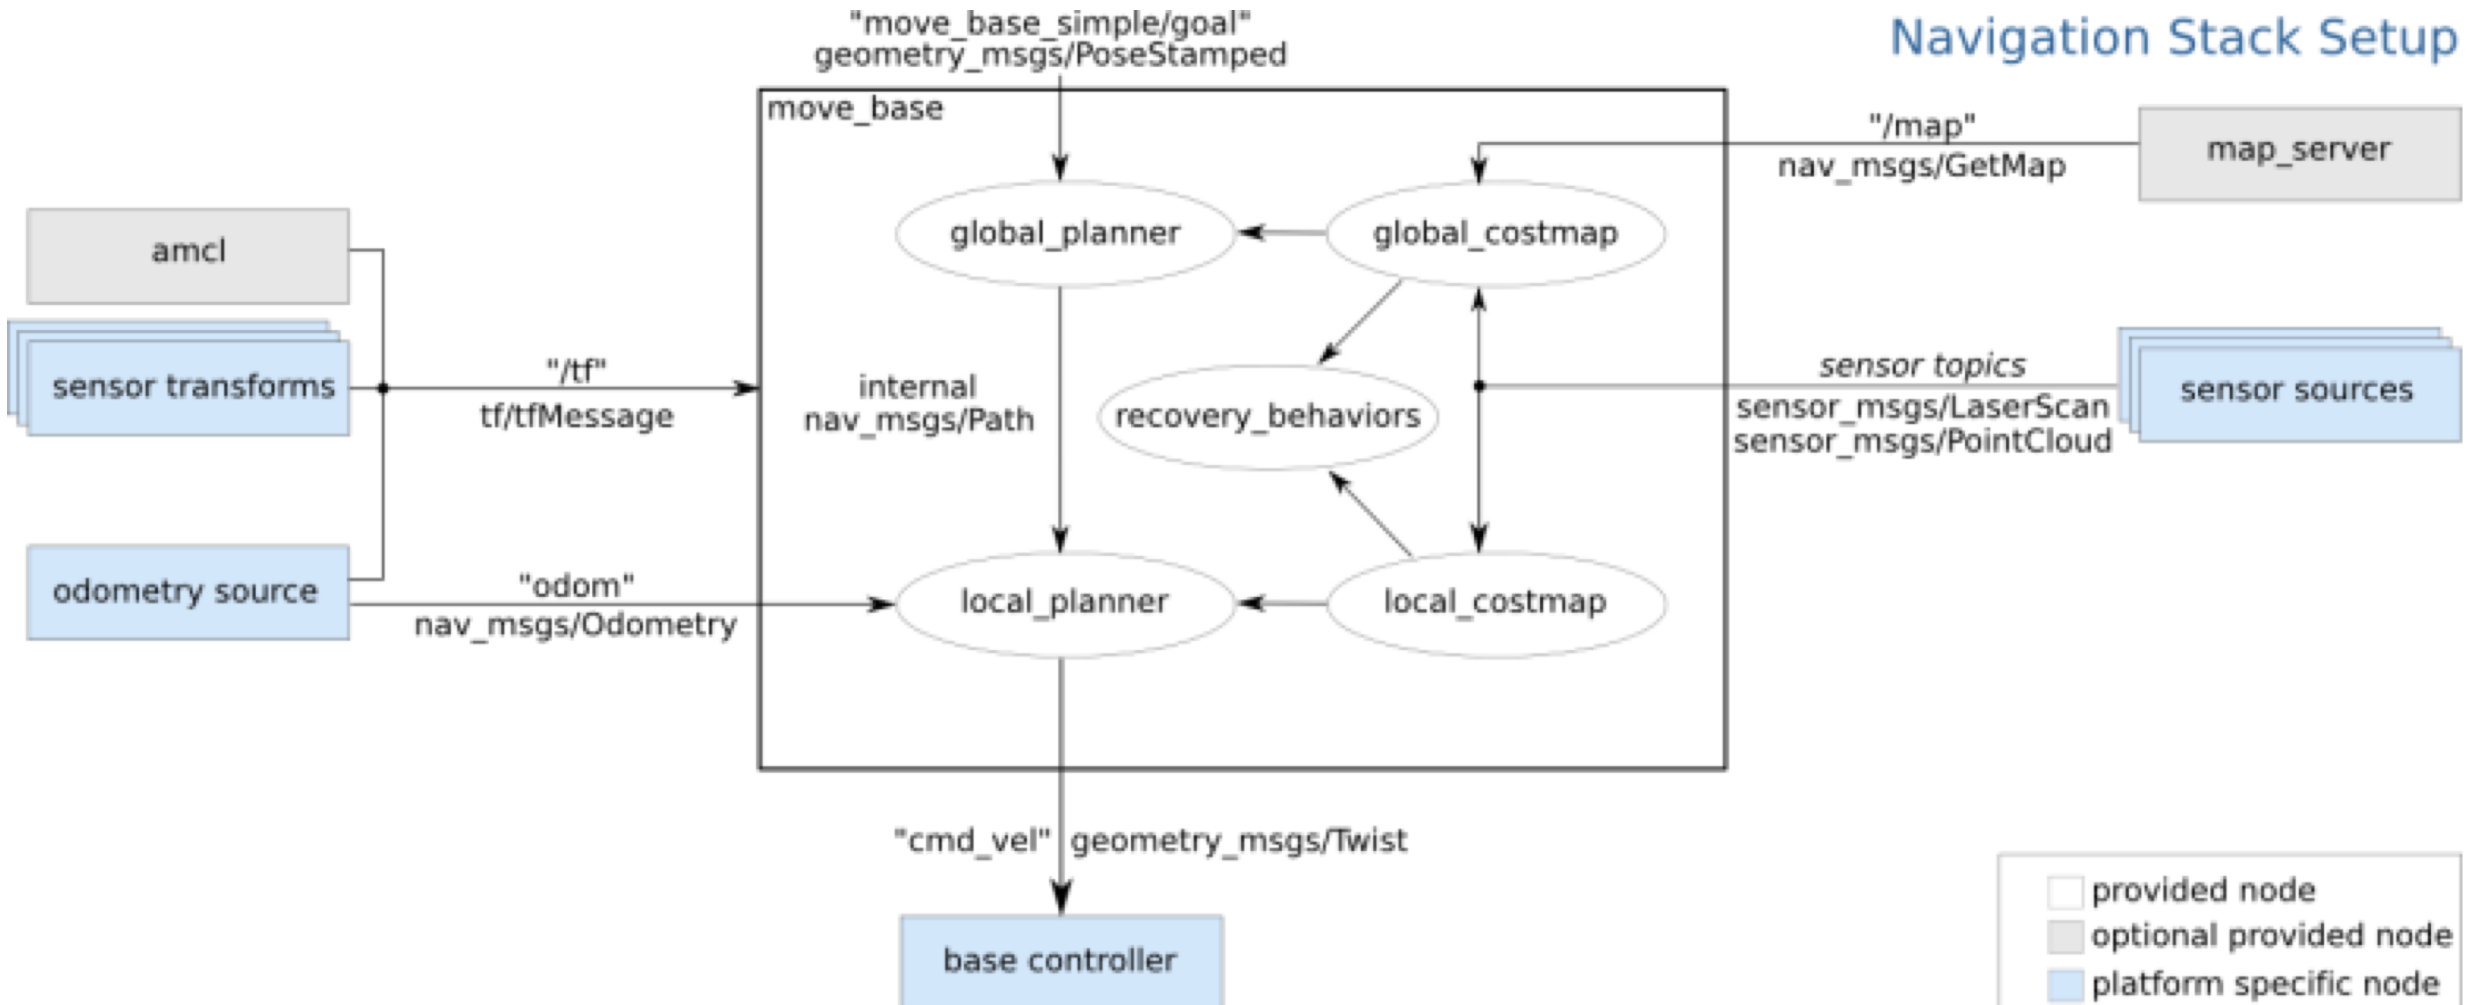 "move_base_simple/goal"
geometry_msgs/PoseStamped
Navigation Stack Setup
move_base
"/map"
nav_msgs/GetMap
map_server
amcl
global_planner
global_costmap
sensor transforms
"/tf"
tf/tfMessage
internal
nav_msgs/Path
recovery_behaviors
sensor topics
sensor_msgs/LaserScan
sensor_msgs/PointCloud
sensor sources
odometry source
"odom"
nav_msgs/Odometry
local_planner
local_costmap
"cmd_vel" geometry_msgs/Twist
base controller
provided node
optional provided node
platform specific node